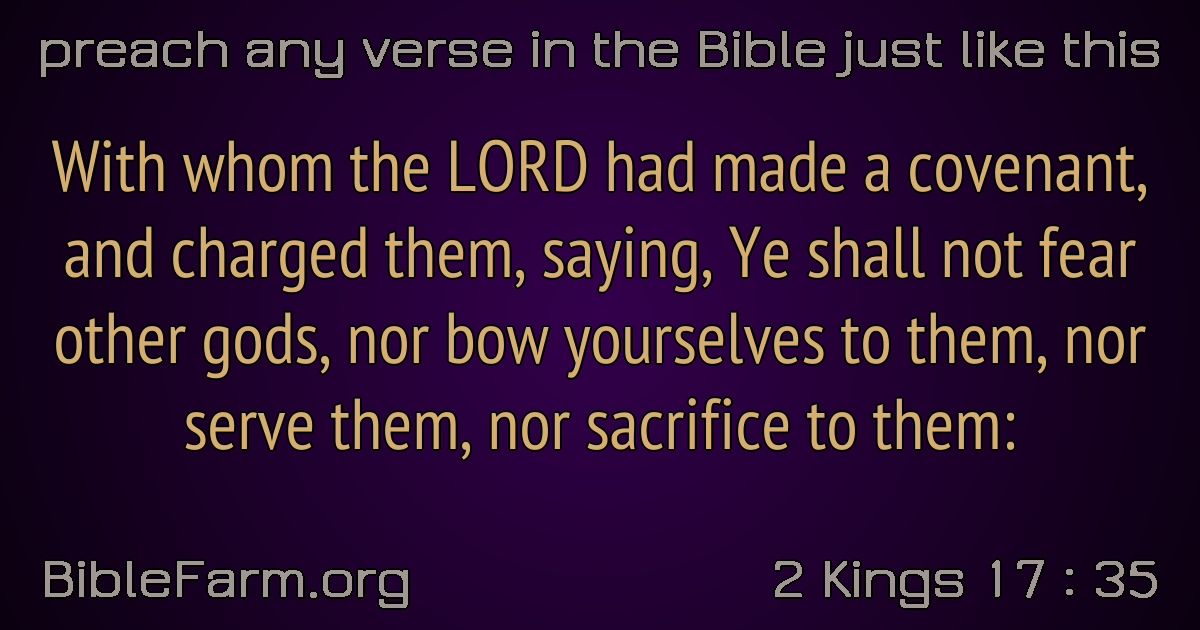 preach any verse in the Bible just like this
With whom the LORD had made a covenant,
and charged them, saying, Ye shall not fear
other gods, nor bow yourselves to them, nor
serve them, nor sacrifice to them:
BibleFarm.org
2 Kings 17 : 35